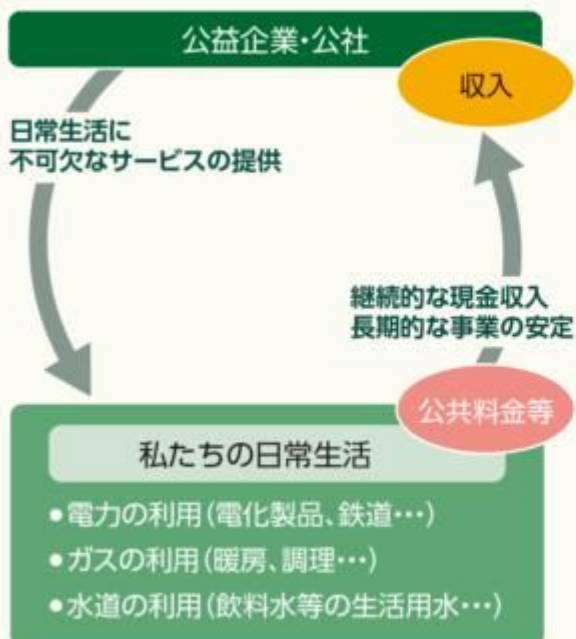 公益企業・公社
収入
日常生活に
不可欠なサービスの提供
継続的な現金収入
長期的な事業の安定
公共料金等
私たちの日常生活
●電力の利用(電化製品、鉄道…)
●ガスの利用(暖房、調理…)
●水道の利用(飲料水等の生活用水…)